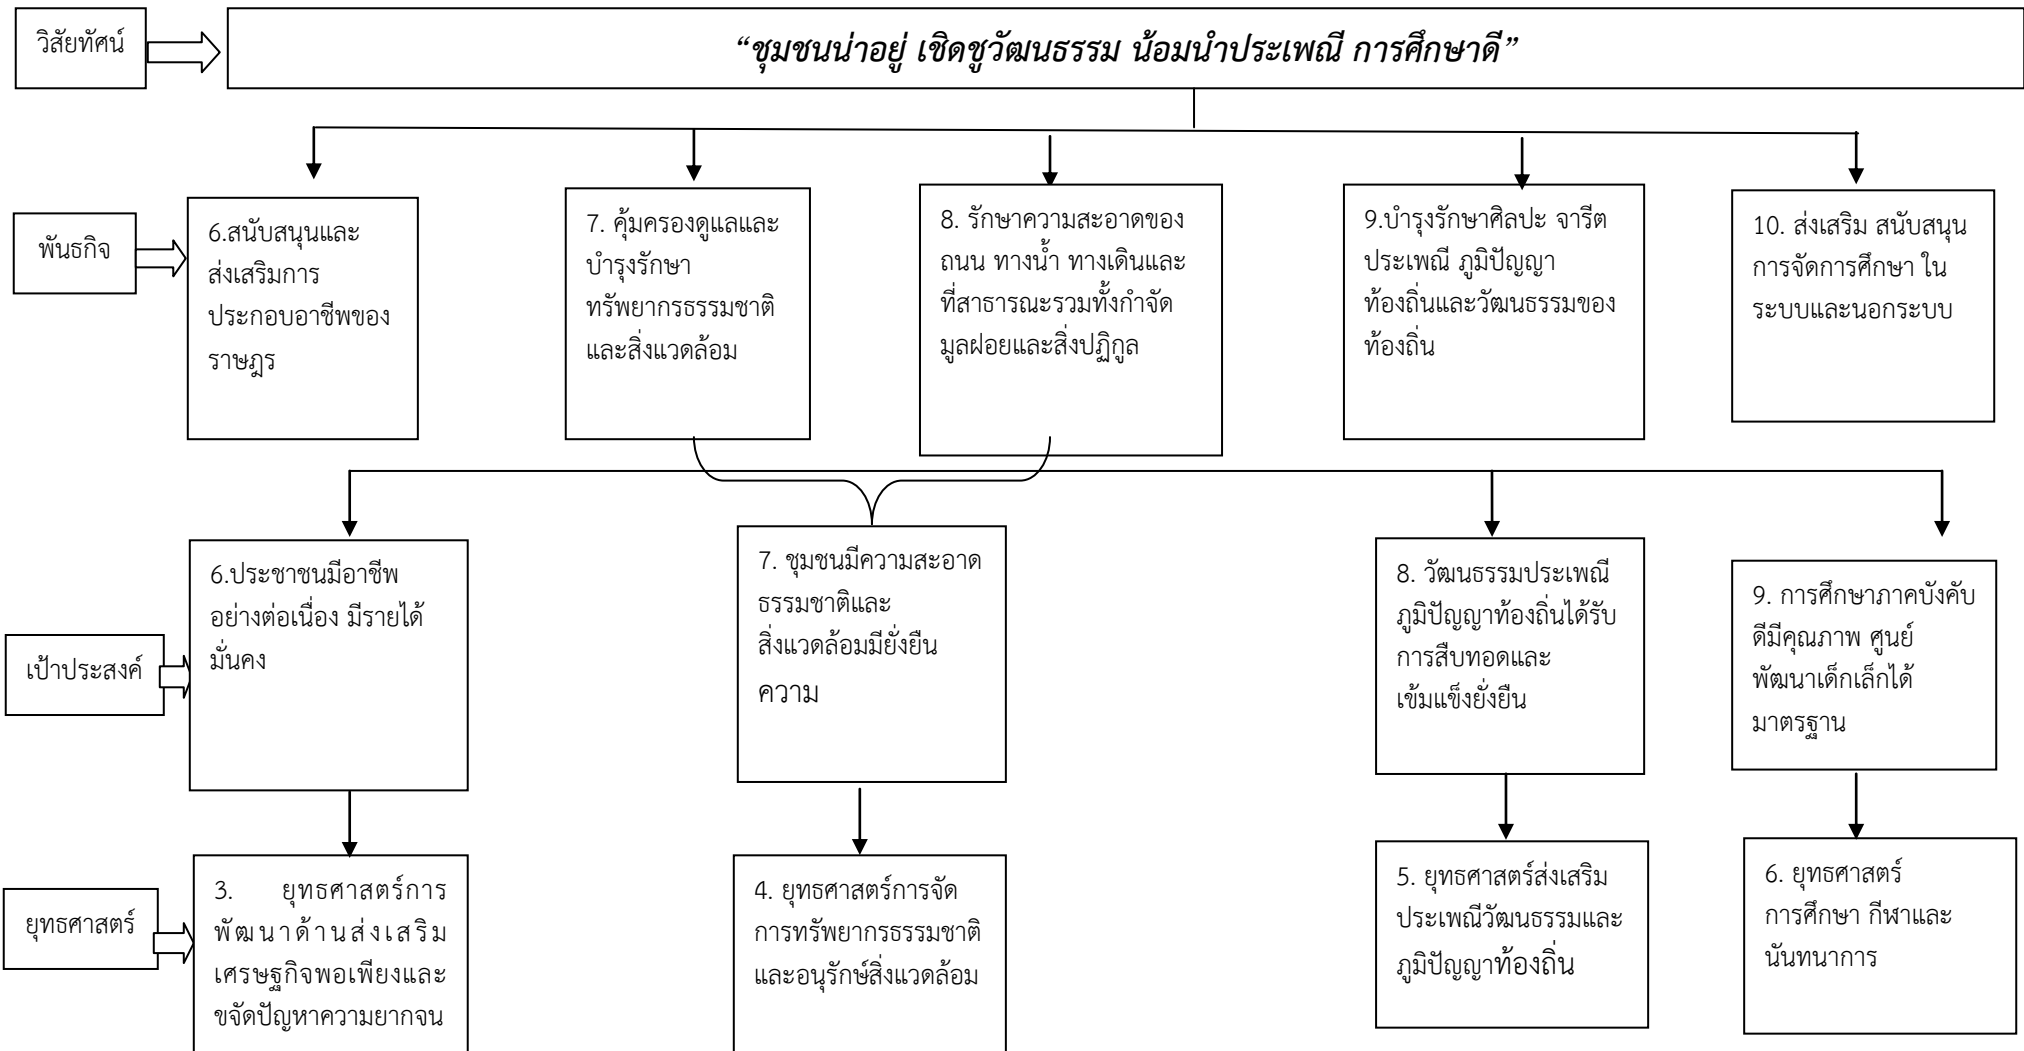 วิสัยทัศน์
“ชุมชนน่าอยู่ เชิดชูวัฒนธรรม น้อมนำประเพณี การศึกษาดี”
พันธกิจ
6.สนับสนุนและ
ส่งเสริมการ
ประกอบอาชีพของ
ราษฎร
7. คุ้มครองดูแลและ
บำรุงรักษา
ทรัพยากรธรรมชาติ
และสิ่งแวดล้อม
8. รักษาความสะอาดของ
ถนน ทางน้ำ ทางเดินและ
ที่สาธารณะรวมทั้งกำจัด
มูลฝอยและสิ่งปฏิกูล
9.บำรุงรักษาศิลปะ จารีต
ประเพณี ภูมิปัญญา
ท้องถิ่นและวัฒนธรรมของ
ท้องถิ่น
10. ส่งเสริม สนับสนุน
การจัดการศึกษา ใน
ระบบและนอกระบบ
เป้าประสงค์
6.ประชาชนมีอาชีพ
อย่างต่อเนื่อง มีรายได้
มั่นคง
7. ชุมชนมีความสะอาด
ธรรมชาติและ
สิ่งแวดล้อมมียั่งยืน
ความ
8. วัฒนธรรมประเพณี
ภูมิปัญญาท้องถิ่นได้รับ
การสืบทอดและ
เข้มแข็งยั่งยืน
9. การศึกษาภาคบังคับ
ดีมีคุณภาพ ศูนย์
พัฒนาเด็กเล็กได้
มาตรฐาน
ยุทธศาสตร์
3. ยุทธศาสตร์การ
พัฒนาด้านส่งเสริม
เศรษฐกิจพอเพียงและ
ขจัดปัญหาความยากจน
4. ยุทธศาสตร์การจัด
การทรัพยากรธรรมชาติ
และอนุรักษ์สิ่งแวดล้อม
5. ยุทธศาสตร์ส่งเสริม
ประเพณีวัฒนธรรมและ
ภูมิปัญญาท้องถิ่น
6. ยุทธศาสตร์
การศึกษา กีฬาและ
นันทนาการ